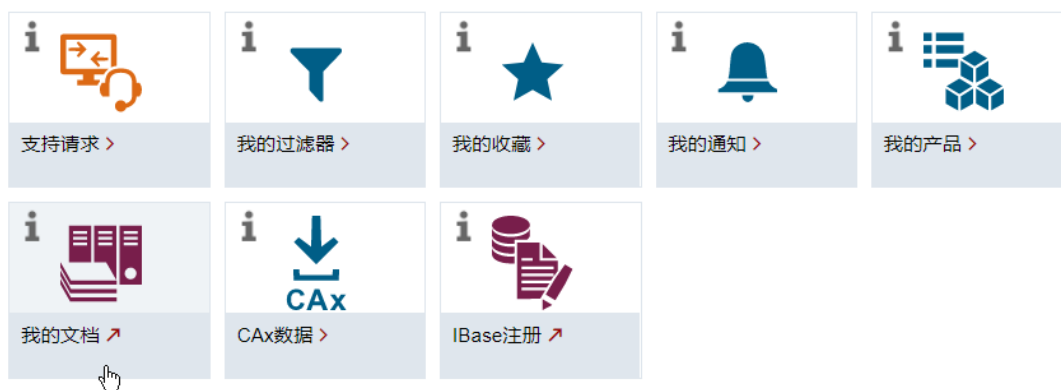 支持请求
我的过滤器
我的收藏
我的通知
我的产品
CAx
我的文档
CAx数据
IBase注册